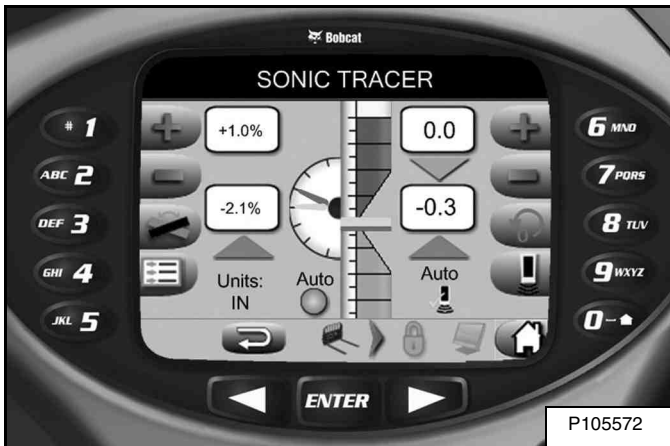 Bobcat
SONIC TRACER
# 1
ABC 2
DEF 3
GHI 4
JKL 5
+1.0%
-2.1%
Units:
IN
Auto
0.0
-0.3
Auto
6 MNO
7 PQRS
8 TUV
9 WXYZ
0
ENTER
P105572